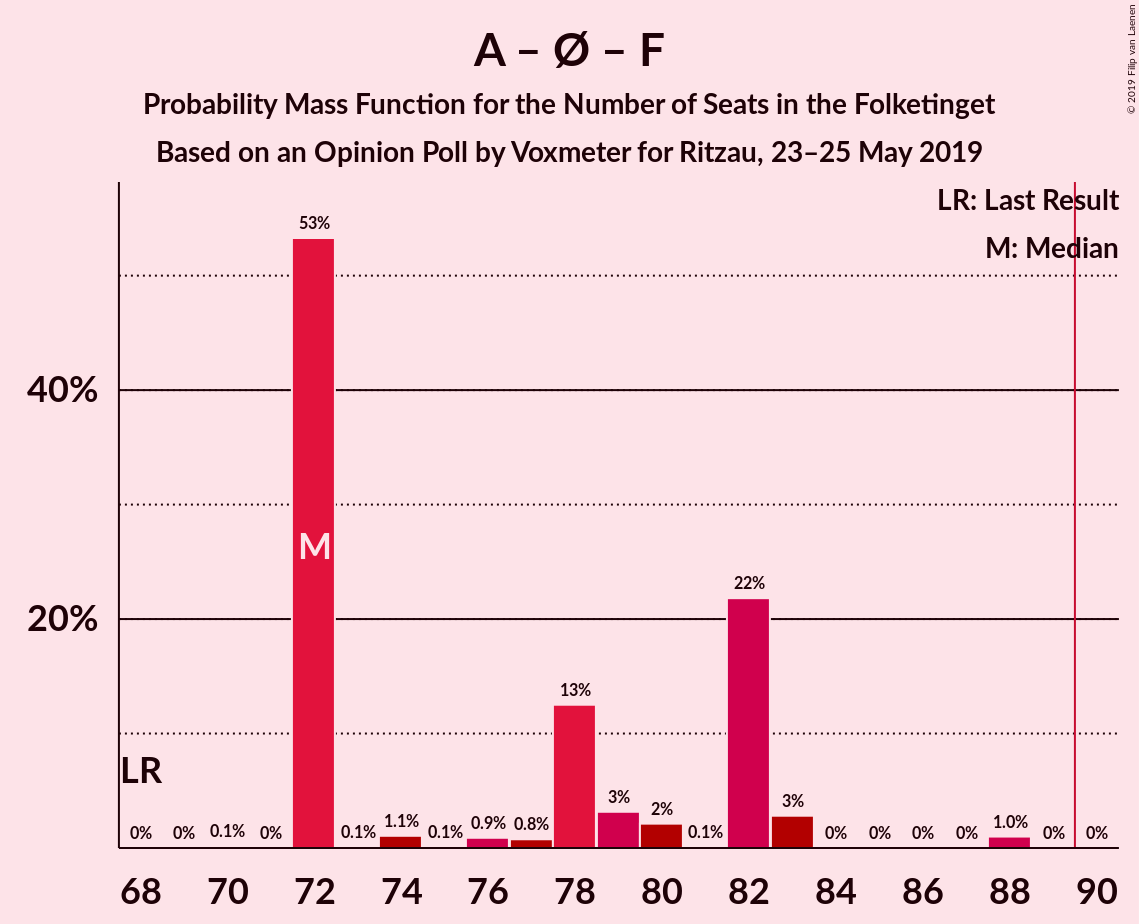 A – Ø – F
Probability Mass Function for the Number of Seats in the Folketinget
Based on an Opinion Poll by Voxmeter for Ritzau, 23–25 May 2019
© 2019 Filip van Laenen
LR: Last Result
M: Median
40%
20%
LR
M
0%
0%
0.1%
0%
53%
0.1%
1.1%
0.1%
0.9%
0.8%
13%
3%
2%
0.1%
22%
3%
0%
0%
0%
0%
1.0%
0%
0%
68 70 72 74 76 78 80 82 84 86 88 90